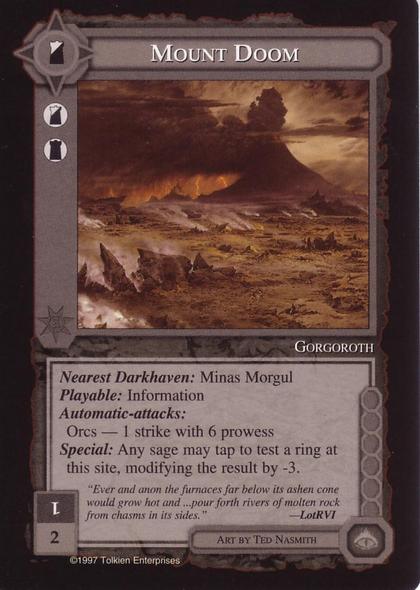 Mount Doom
Gorgoroth
Nearest Darkhaven: Minas Morgul
Playable: Information
Automatic-attacks:
Orcs — 1 strike with 6 prowess
Special: Any sage may tap to test a ring at
this site, modifying the result by -3.
"Ever and anon the furnaces far below its ashen cone
would grow hot and ...pour forth rivers of molten rock
from chasms in its sides." —LotRVI
1
2
Art by Ted Nasmith
©1997 Tolkien Enterprises